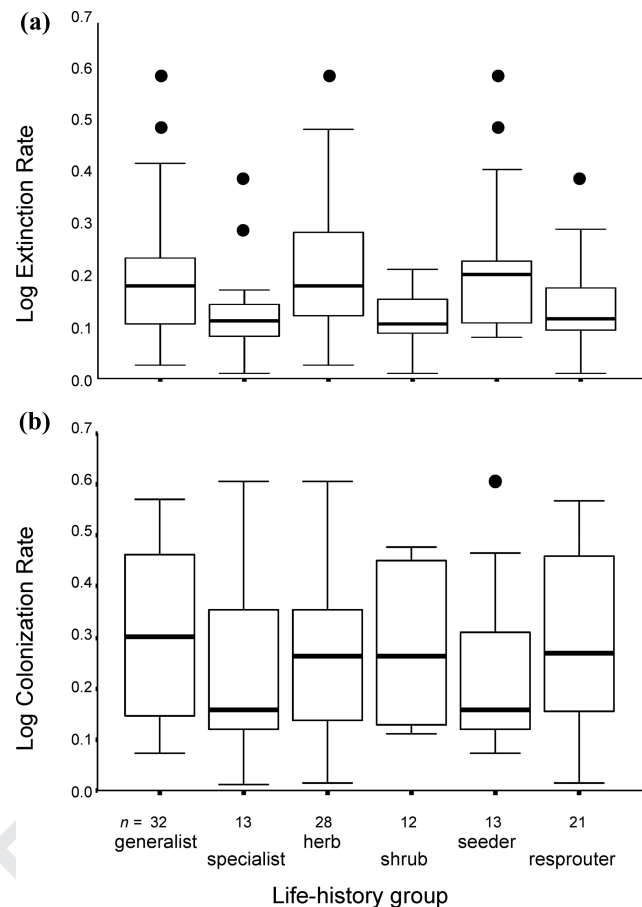 (a)
Log Extinction Rate
0.7
0.6
0.5
0.4
0.3
0.2
0.1
0.0
(b)
Log Colonization Rate
0.7
0.6
0.5
0.4
0.3
0.2
0.1
0.0
n = 32 13 28 12 13 21
generalist herb seeder
specialist shrub resprouter
Life-history group